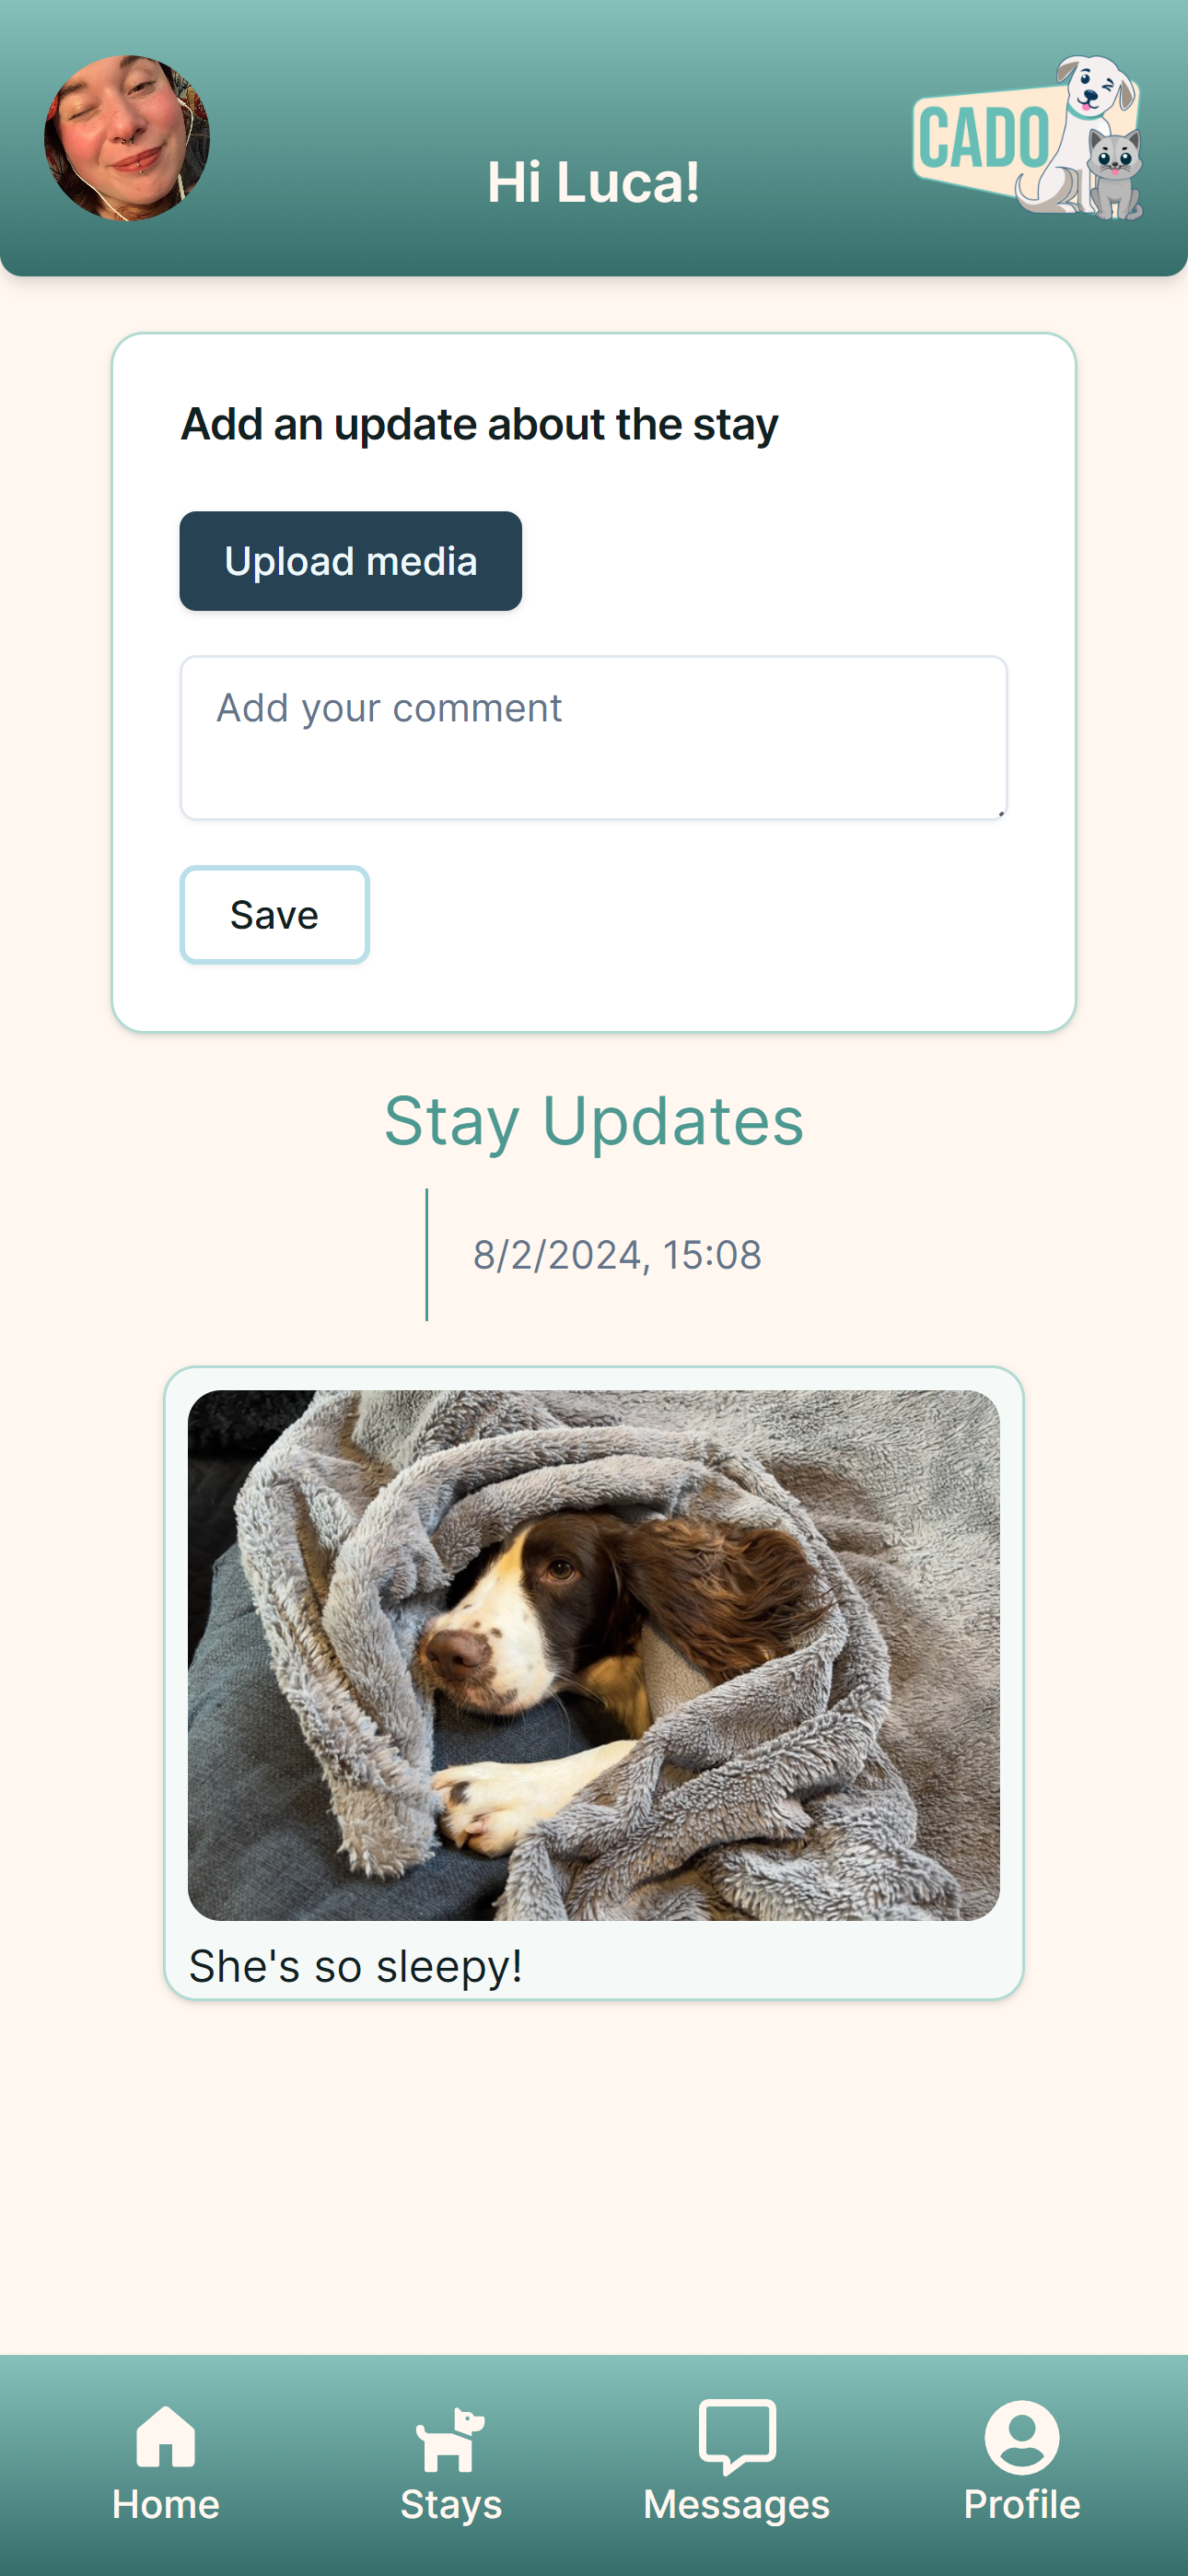 CADO
Hi Luca!
Add an update about the stay
Upload media
Add your comment
Save
Stay Updates
8/2/2024, 15:08
She's so sleepy!
Home
Stays
Messages
Profile